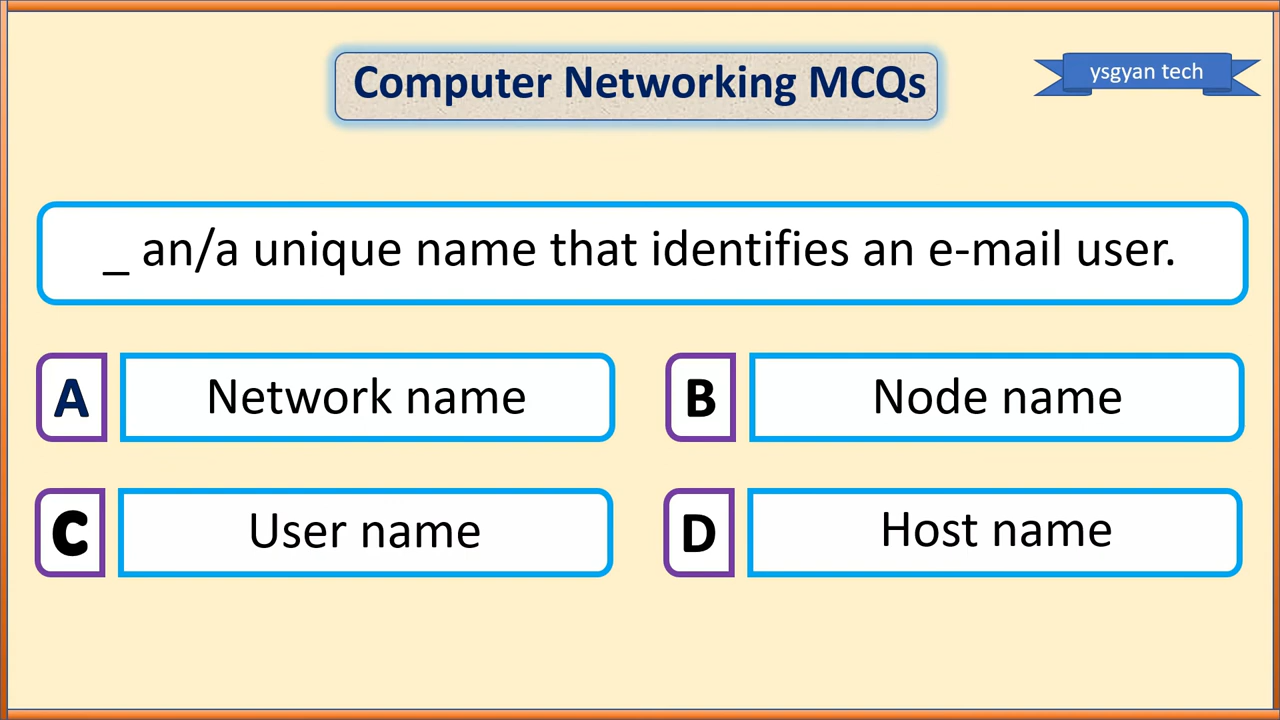 Computer Networking MCQs
ysgyan tech
_ an/a unique name that identifies an e-mail user.
A Network name
B Node name
C User name
D Host name